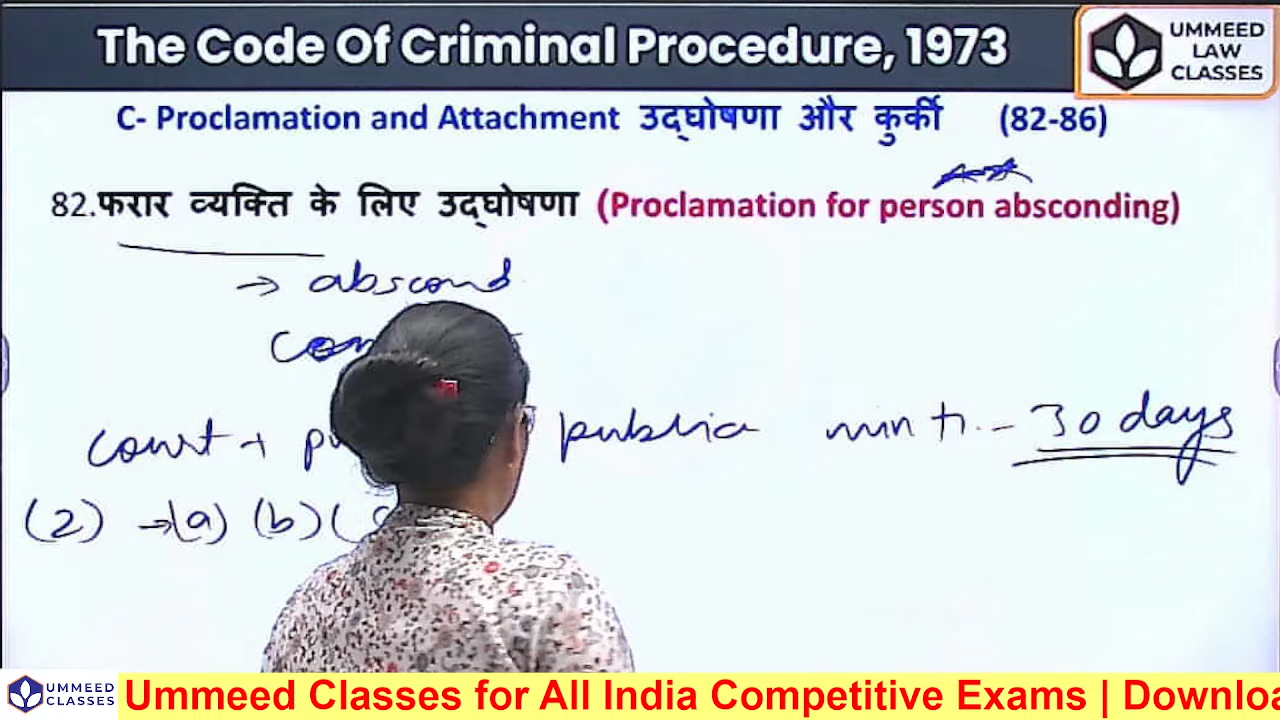 The Code Of Criminal Procedure, 1973
UMMEED
LAW
CLASSES
C- Proclamation and Attachment उद्घोषणा और कुर्की (82-86)
82.फरार व्यक्ति के लिए उद्घोषणा (Proclamation for person absconding)
→ abscond
court + public min ti. - 30 days
(2) → (a) (b) (c
UMMEED
CLASSES
Ummeed Classes for All India Competitive Exams | Downloa